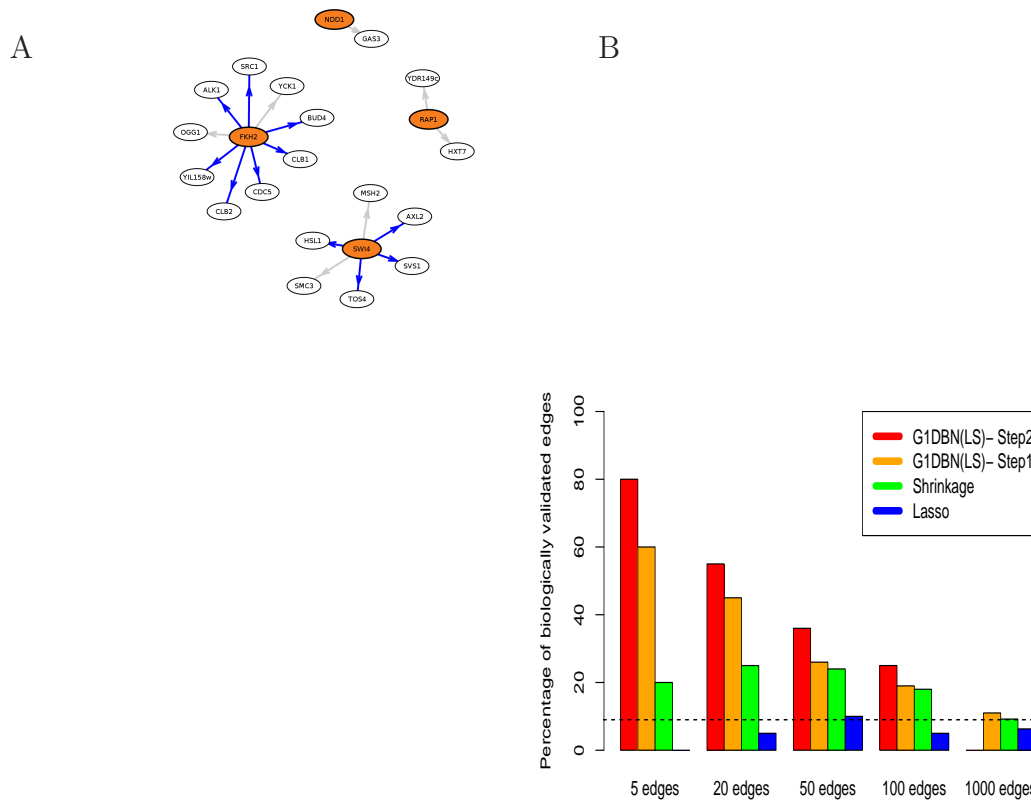 A
B
NDD1
GAS3
SRC1
YCK1
ALK1
BUD4
OGG1
FKH2
CLB1
YIL158w
CDC5
CLB2
YDR149c
RAP1
HXT7
MSH2
AXL2
HSL1
SWI4
SVS1
SMC3
TOS4
Percentage of biologically validated edges
100
80
60
40
20
0
G1DBN(LS)– Step2
G1DBN(LS)– Step1
Shrinkage
Lasso
5 edges
20 edges
50 edges
100 edges
1000 edges